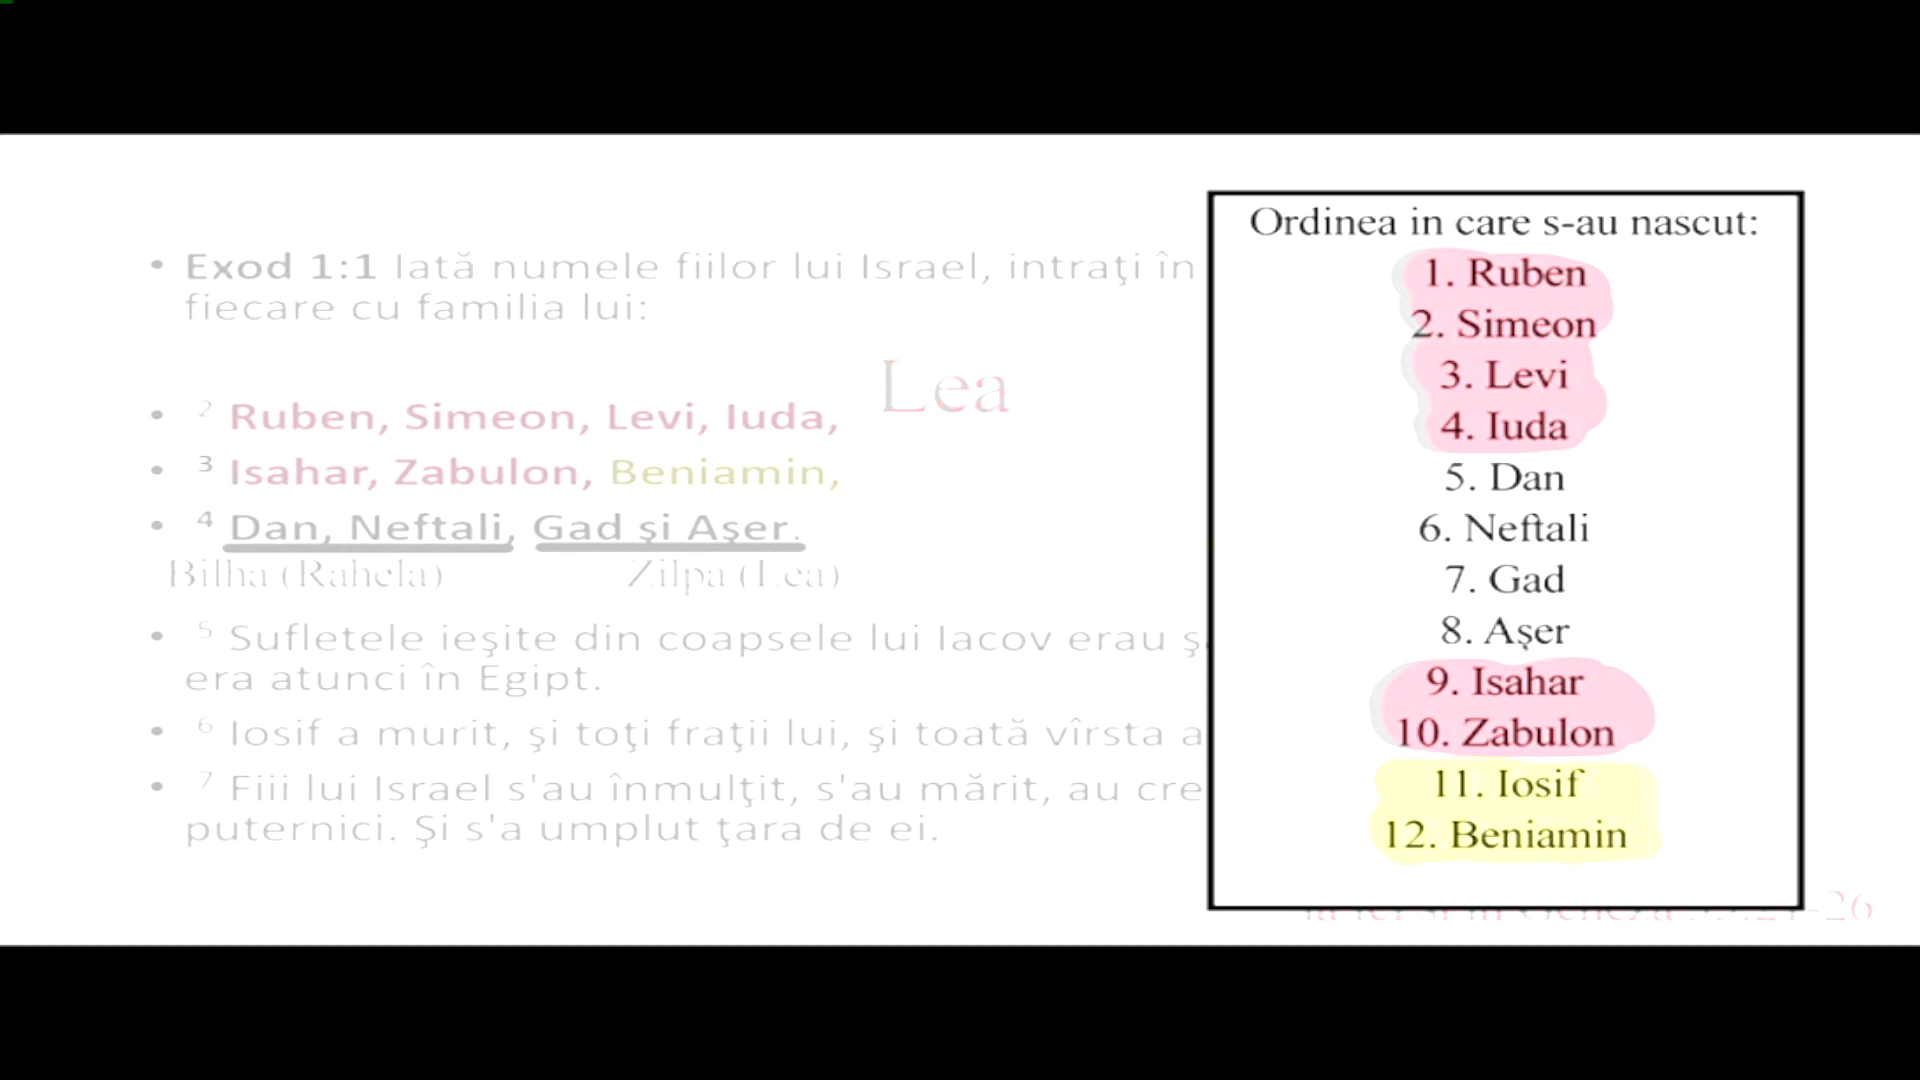 • Exod 1:1 Iată numele fiilor lui Israel, intraţi în
fiecare cu familia lui:
Lea
• 2 Ruben, Simeon, Levi, Iuda,
• 3 Isahar, Zabulon, Beniamin,
• 4 Dan, Neftali, Gad şi Aşer.
Bilha (Rahela) Zilpa (Lea)
• 5 Sufletele ieşite din coapsele lui Iacov erau
era atunci în Egipt.
• 6 Iosif a murit, şi toţi fraţii lui, şi toată vîrsta
• 7 Fiii lui Israel s'au înmulţit, s'au mărit, au
puternici. Şi s'a umplut ţara de ei.
Ordinea in care s-au nascut:
1. Ruben
2. Simeon
3. Levi
4. Iuda
5. Dan
6. Neftali
7. Gad
8. Aşer
9. Isahar
10. Zabulon
11. Iosif
12. Beniamin
-26